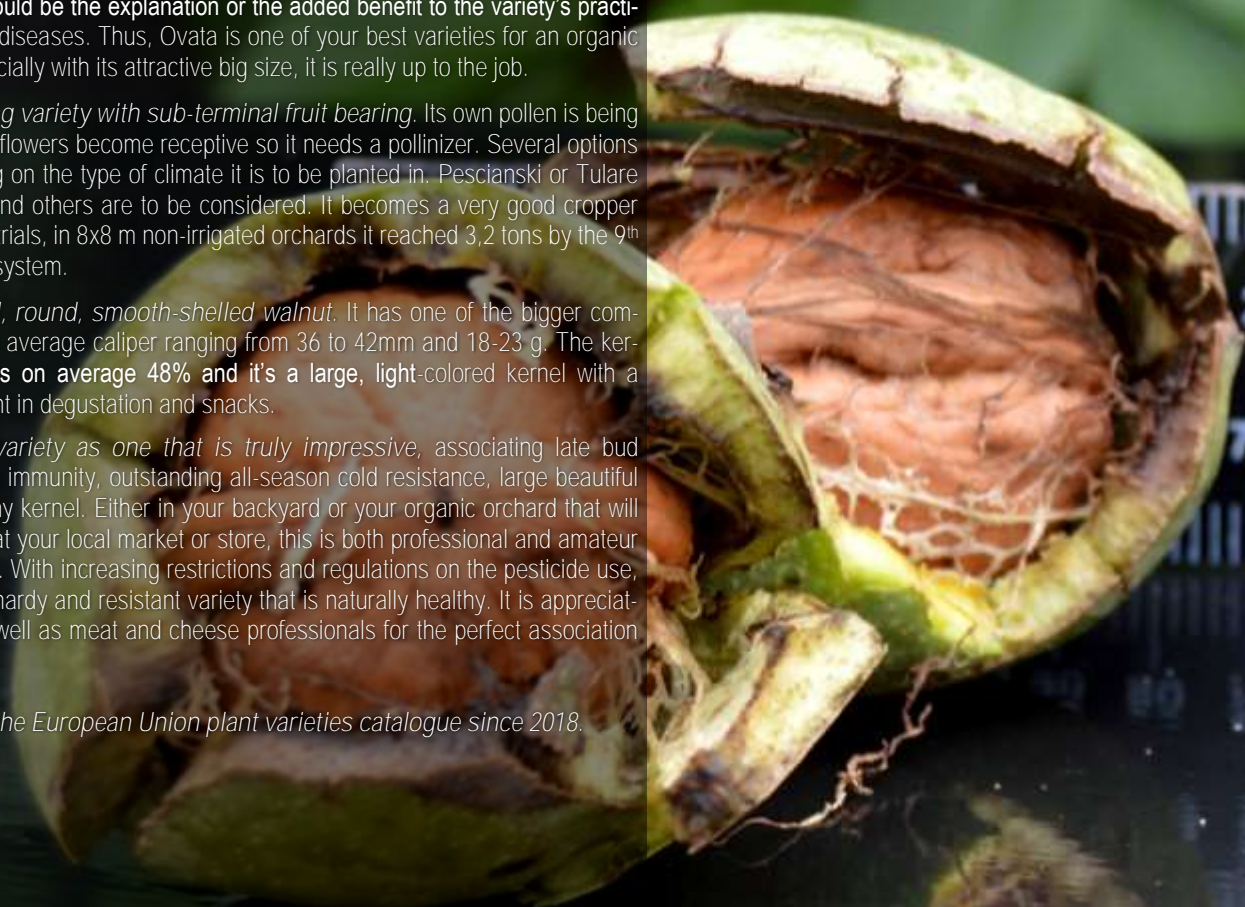 ould be the explanation or the added benefit to the variety's practi-
diseases. Thus, Ovata is one of your best varieties for an organic
cially with its attractive big size, it is really up to the job.
g variety with sub-terminal fruit bearing. Its own pollen is being
flowers become receptive so it needs a pollinizer. Several options
g on the type of climate it is to be planted in. Pescianski or Tulare
nd others are to be considered. It becomes a very good cropper
trials, in 8x8 m non-irrigated orchards it reached 3,2 tons by the 9th
system.
, round, smooth-shelled walnut. It has one of the bigger com-
average caliper ranging from 36 to 42mm and 18-23 g. The ker-
s on average 48% and it's a large, light-colored kernel with a
nt in degustation and snacks.
variety as one that is truly impressive, associating late bud
immunity, outstanding all-season cold resistance, large beautiful
ny kernel. Either in your backyard or your organic orchard that will
at your local market or store, this is both professional and amateur
. With increasing restrictions and regulations on the pesticide use,
hardy and resistant variety that is naturally healthy. It is appreciat-
well as meat and cheese professionals for the perfect association
he European Union plant varieties catalogue since 2018.